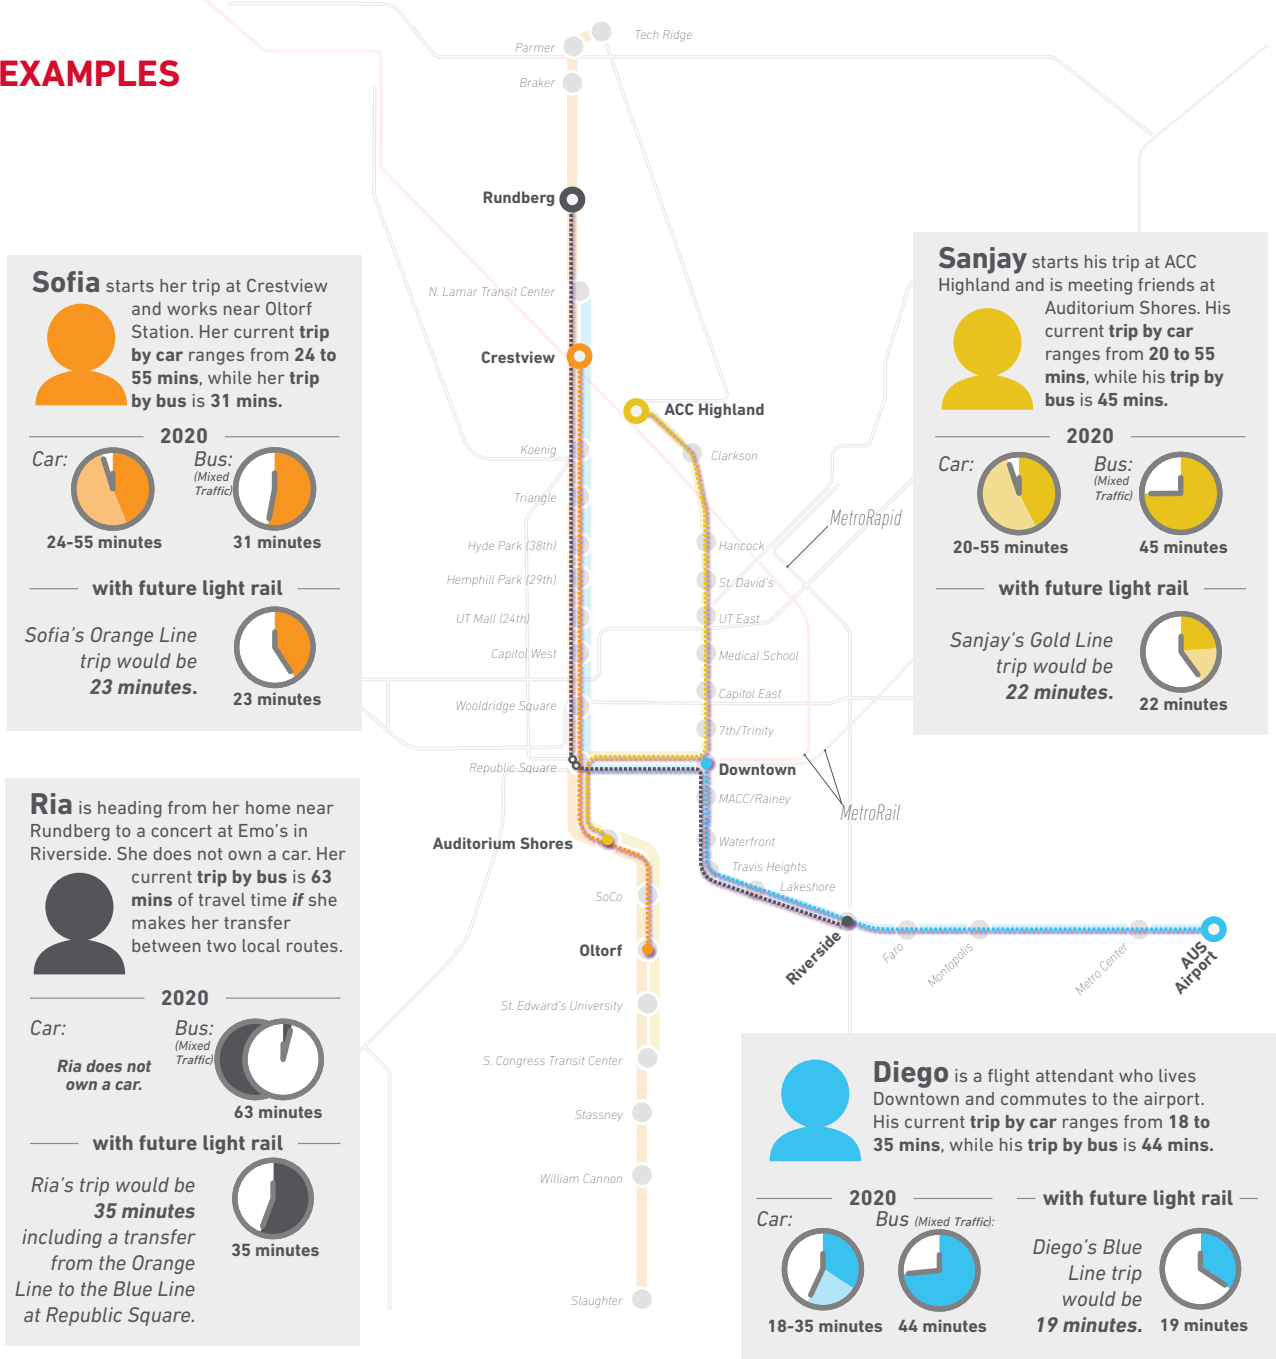 EXAMPLES
Tech Ridge
Parmer
Braker
Rundberg
N. Lamar Transit Center
Crestview
ACC Highland
Koenig
Clarkson
Triangle
MetroRapid
Hyde Park (38th)
Hancock
Hemphill Park (29th)
St. David's
UT Mall (24th)
UT East
Capitol West
Medical School
Capitol East
Wooldridge Square
7th/Trinity
Republic Square
Downtown
MACC/Rainey
MetroRail
Auditorium Shores
Waterfront
Travis Heights
Lakeshore
SoCo
Oltorf
Riverside
Faro
Montopolis
Metro Center
AUS
Airport
St. Edward's University
S. Congress Transit Center
Stassney
William Cannon
Slaughter
Sofia starts her trip at Crestview
and works near Oltorf
Station. Her current trip
by car ranges from 24 to
55 mins, while her trip
by bus is 31 mins.
2020
Car:
Bus:
(Mixed
Traffic)
24-55 minutes
31 minutes
with future light rail
Sofia's Orange Line
trip would be
23 minutes.
23 minutes
Sanjay starts his trip at ACC
Highland and is meeting friends at
Auditorium Shores. His
current trip by car
ranges from 20 to 55
mins, while his trip by
bus is 45 mins.
2020
Car:
Bus:
(Mixed
Traffic)
20-55 minutes
45 minutes
with future light rail
Sanjay's Gold Line
trip would be
22 minutes.
22 minutes
Ria is heading from her home near
Rundberg to a concert at Emo's in
Riverside. She does not own a car. Her
current trip by bus is 63
mins of travel time if she
makes her transfer
between two local routes.
2020
Car:
Bus:
(Mixed
Traffic)
Ria does not
own a car.
63 minutes
with future light rail
Ria's trip would be
35 minutes
including a transfer
from the Orange
Line to the Blue Line
at Republic Square.
35 minutes
Diego is a flight attendant who lives
Downtown and commutes to the airport.
His current trip by car ranges from 18 to
35 mins, while his trip by bus is 44 mins.
2020
Car:
Bus (Mixed Traffic):
18-35 minutes
44 minutes
with future light rail
Diego's Blue
Line trip
would be
19 minutes.
19 minutes